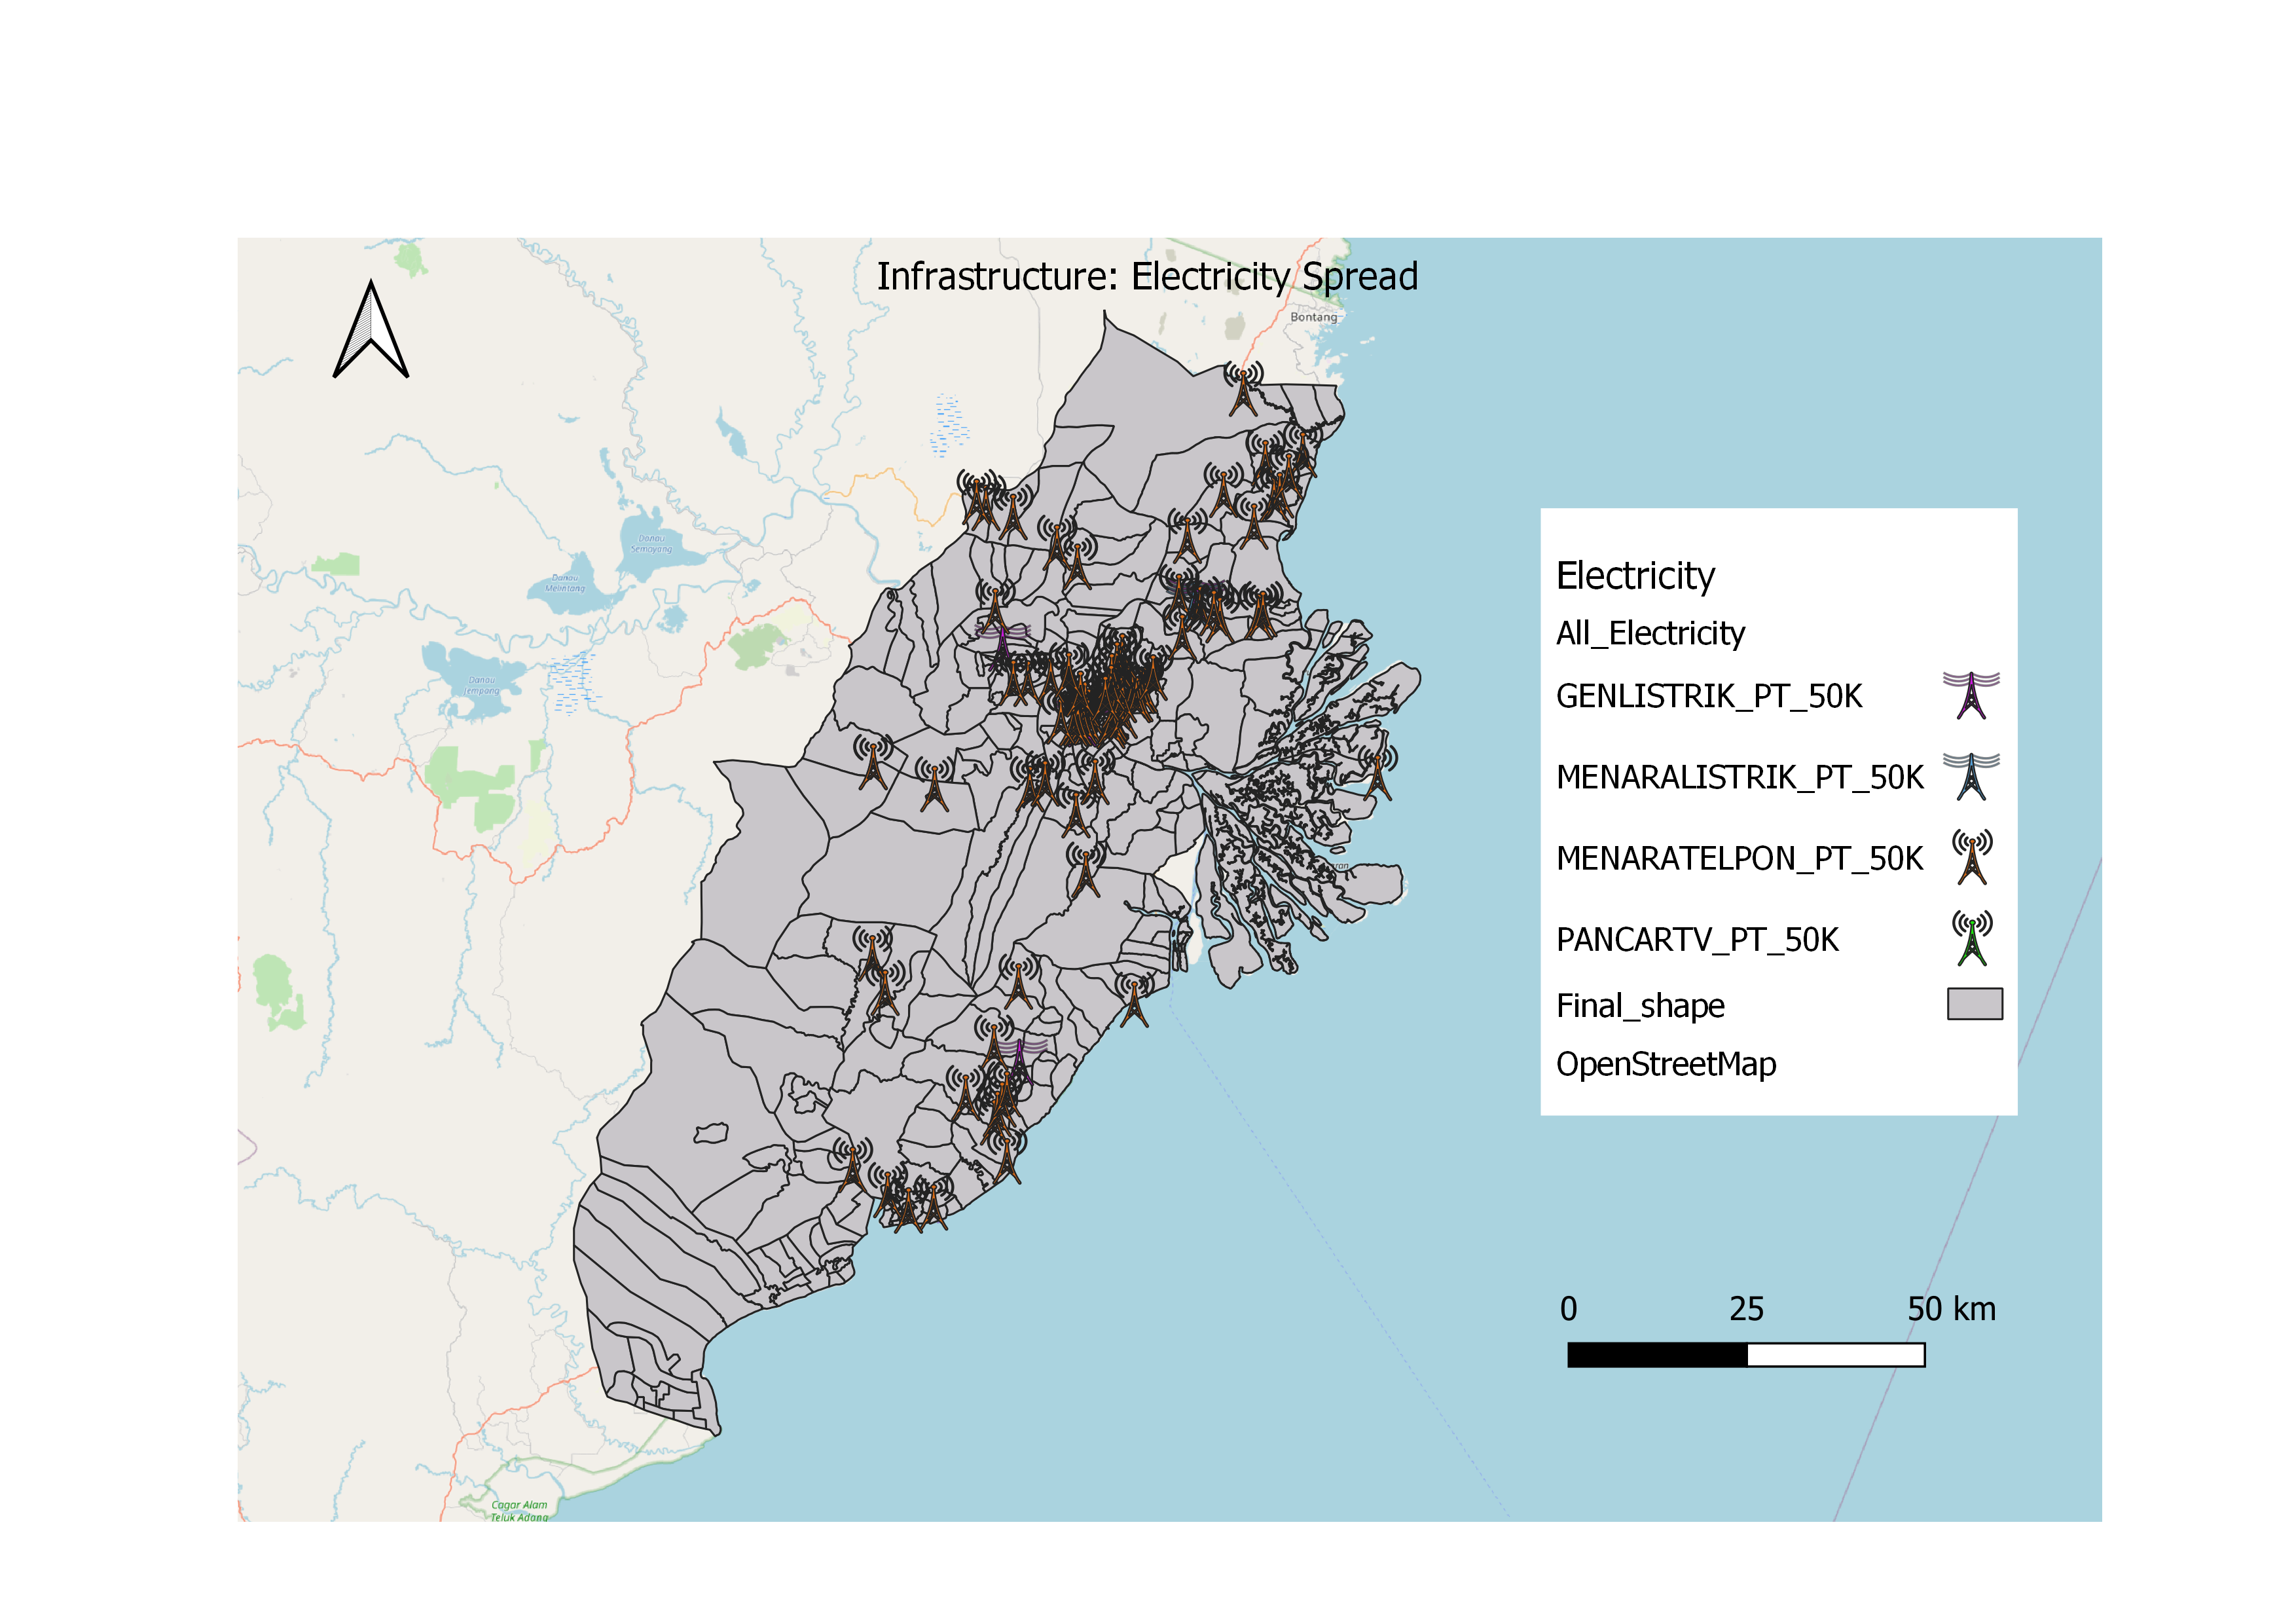 Infrastructure: Electricity Spread
Bontang
Danau
Semayang
Danau
Melintang
Danau
Jempang
Electricity
All_Electricity
GENLISTRIK_PT_50K
MENARALISTRIK_PT_50K
MENARATELPON_PT_50K
PANCARTV_PT_50K
Final_shape
OpenStreetMap
0 25 50 km
Cagar Alam
Teluk Adang